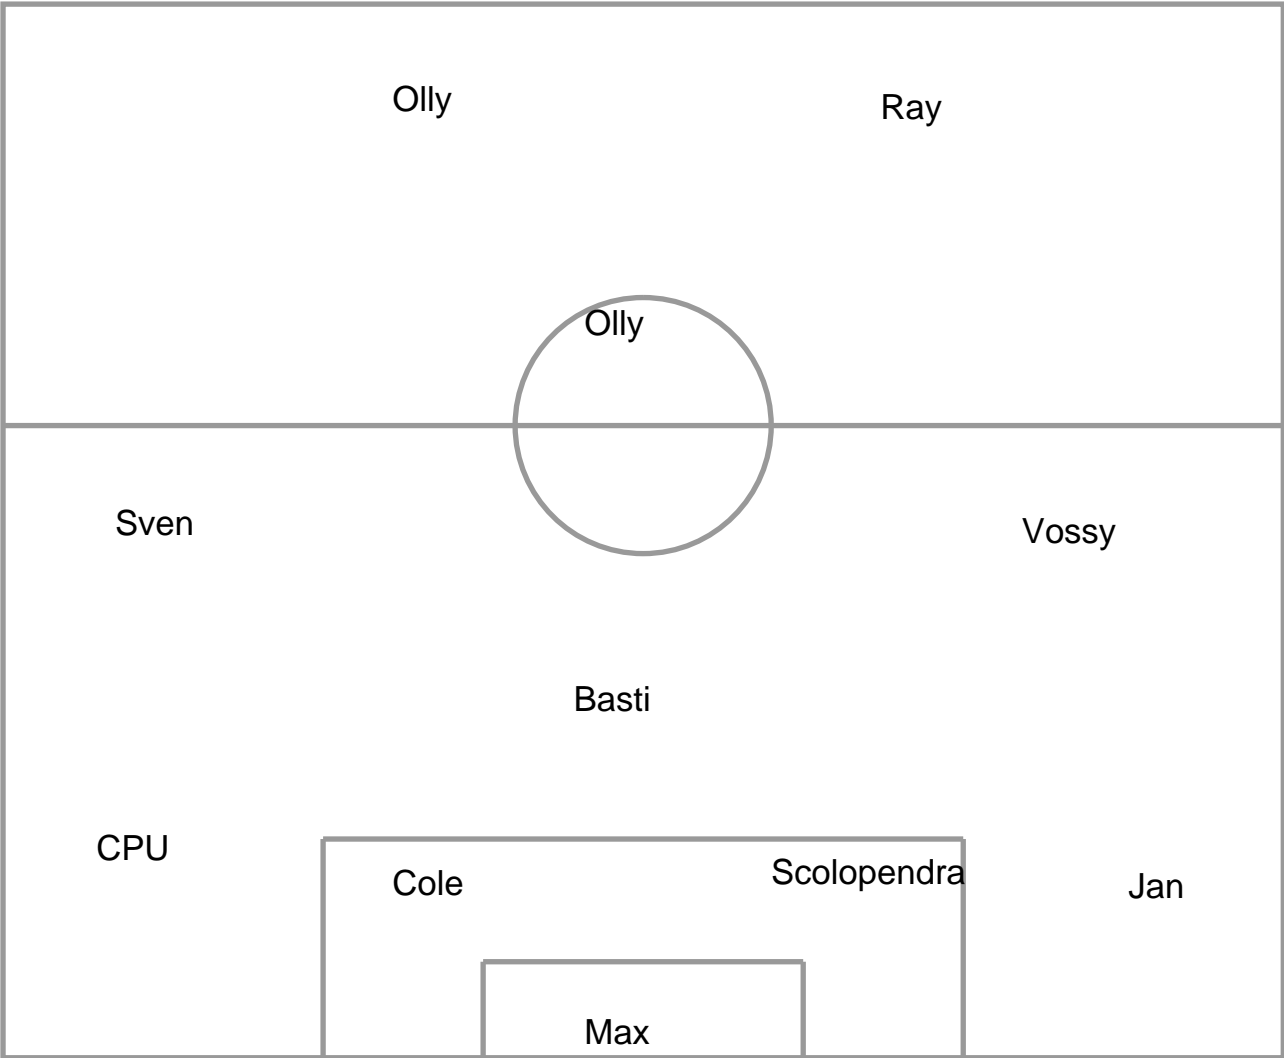 Olly
Ray
Olly
Sven
Vossy
Basti
CPU
Cole
Scolopendra
Jan
Max